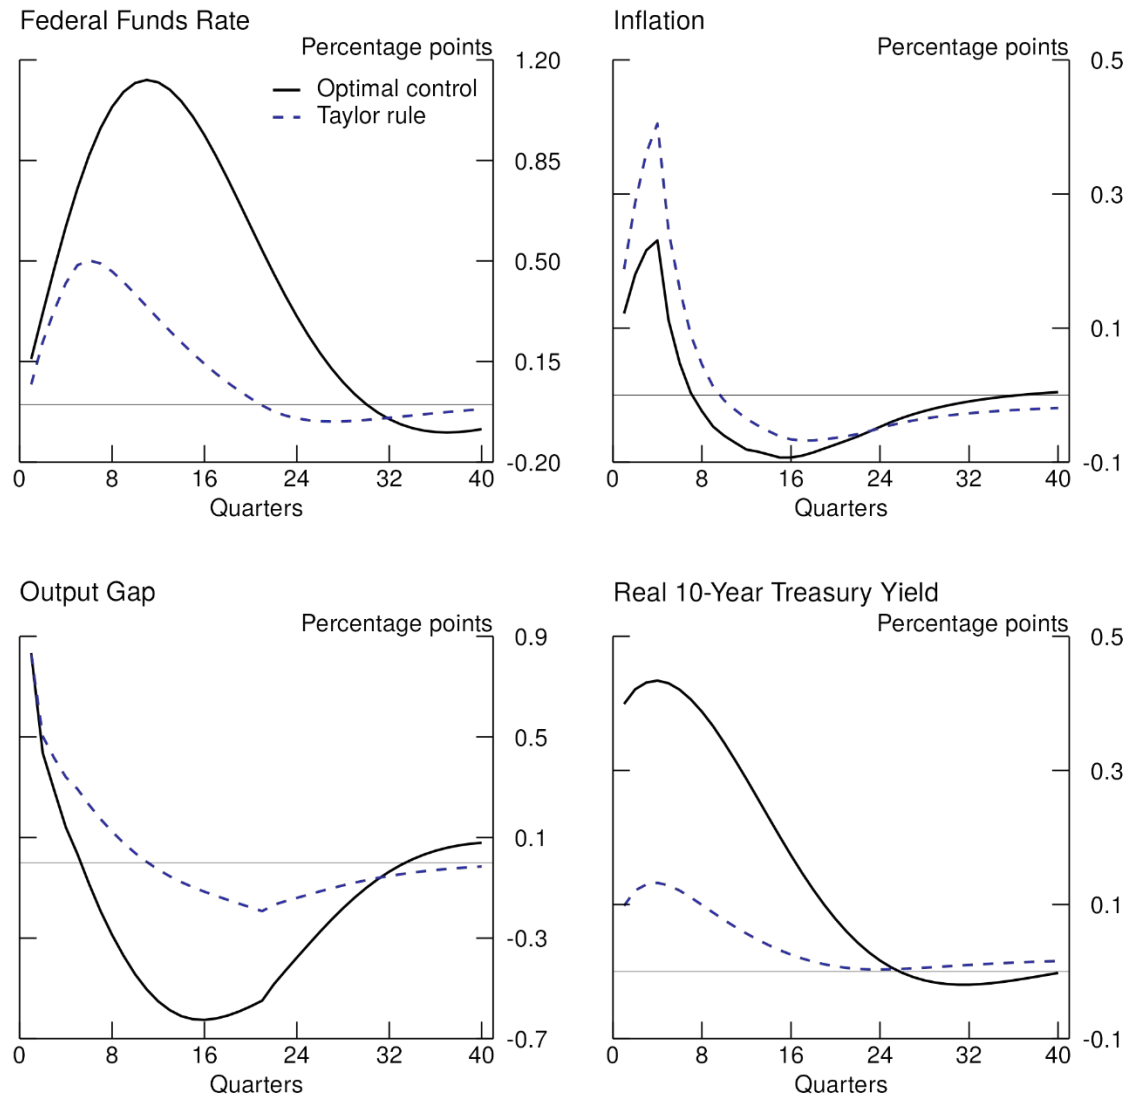 Federal Funds Rate
Percentage points
1.20
0.85
0.50
0.15
-0.20
Optimal control
Taylor rule
0 8 16 24 32 40
Quarters
Inflation
Percentage points
0.5
0.3
0.1
-0.1
0 8 16 24 32 40
Quarters
Output Gap
Percentage points
0.9
0.5
0.1
-0.3
-0.7
0 8 16 24 32 40
Quarters
Real 10-Year Treasury Yield
Percentage points
0.5
0.3
0.1
-0.1
0 8 16 24 32 40
Quarters